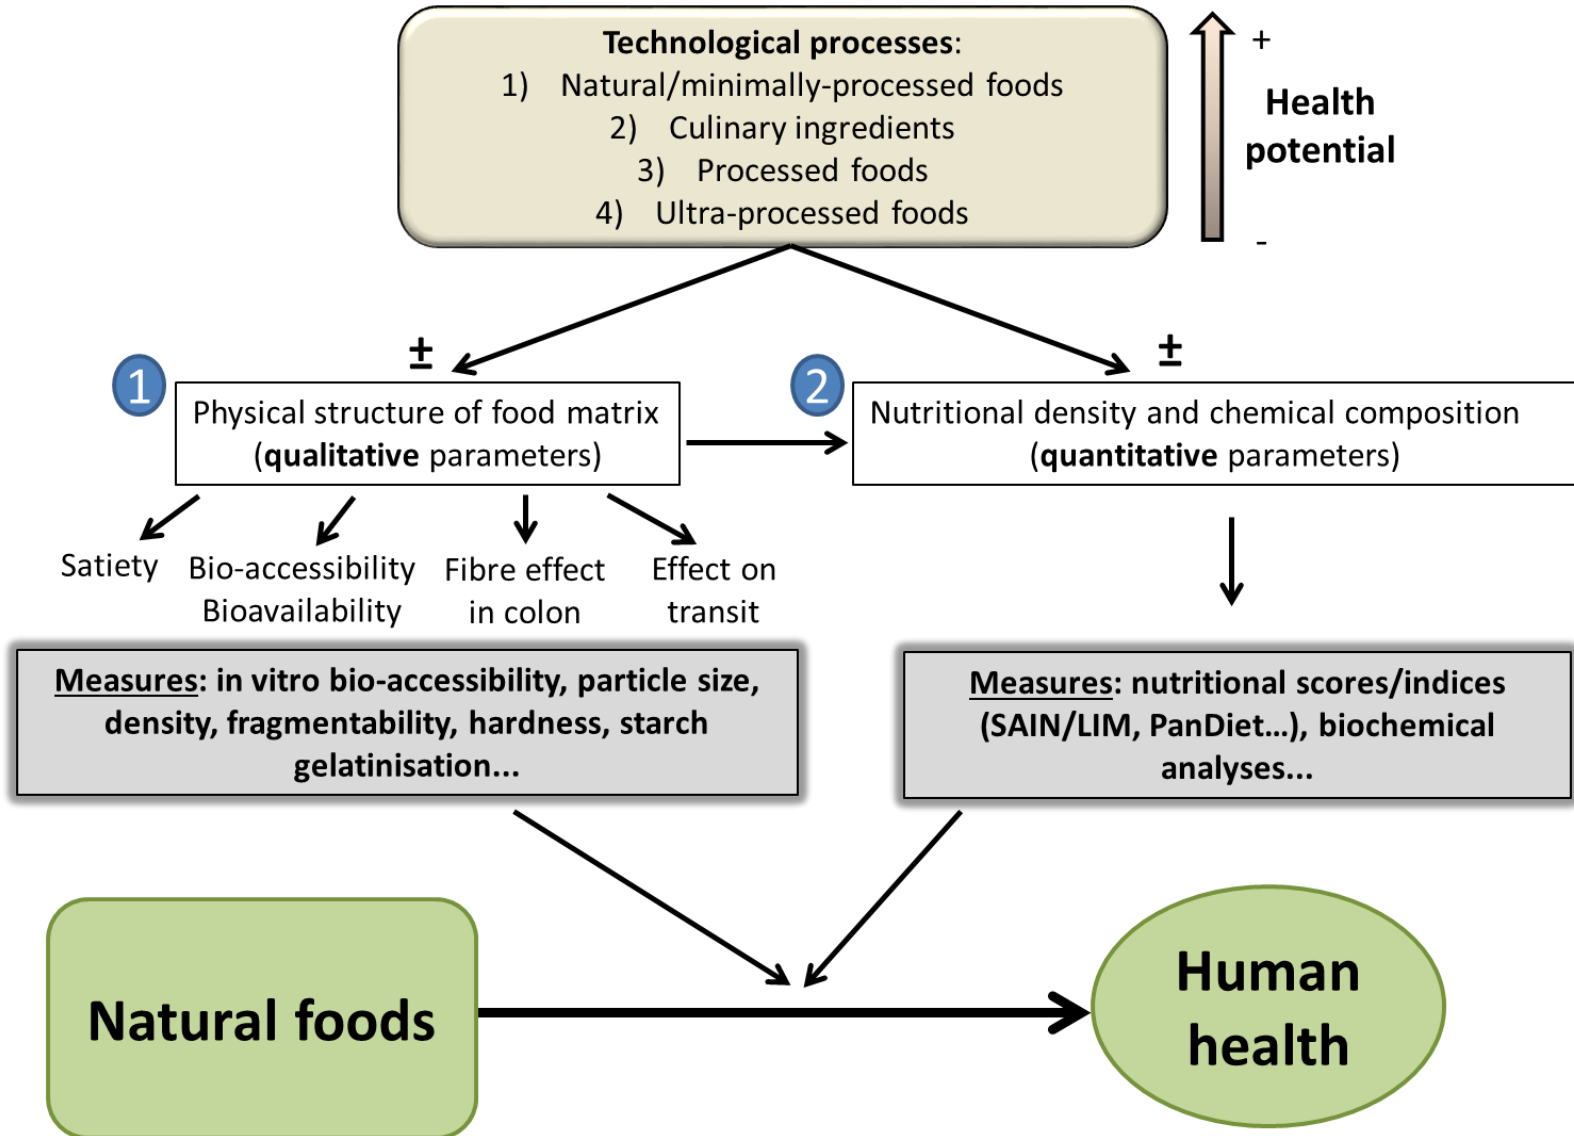 Technological processes:
1) Natural/minimally-processed foods
2) Culinary ingredients
3) Processed foods
4) Ultra-processed foods
+
Health
potential
-
±
±
1
Physical structure of food matrix
(qualitative parameters)
2
Nutritional density and chemical composition
(quantitative parameters)
Satiety
Bio-accessibility
Bioavailability
Fibre effect
in colon
Effect on
transit
Measures: in vitro bio-accessibility, particle size,
density, fragmentability, hardness, starch
gelatinisation...
Measures: nutritional scores/indices
(SAIN/LIM, PanDiet...), biochemical
analyses...
Natural foods
Human
health